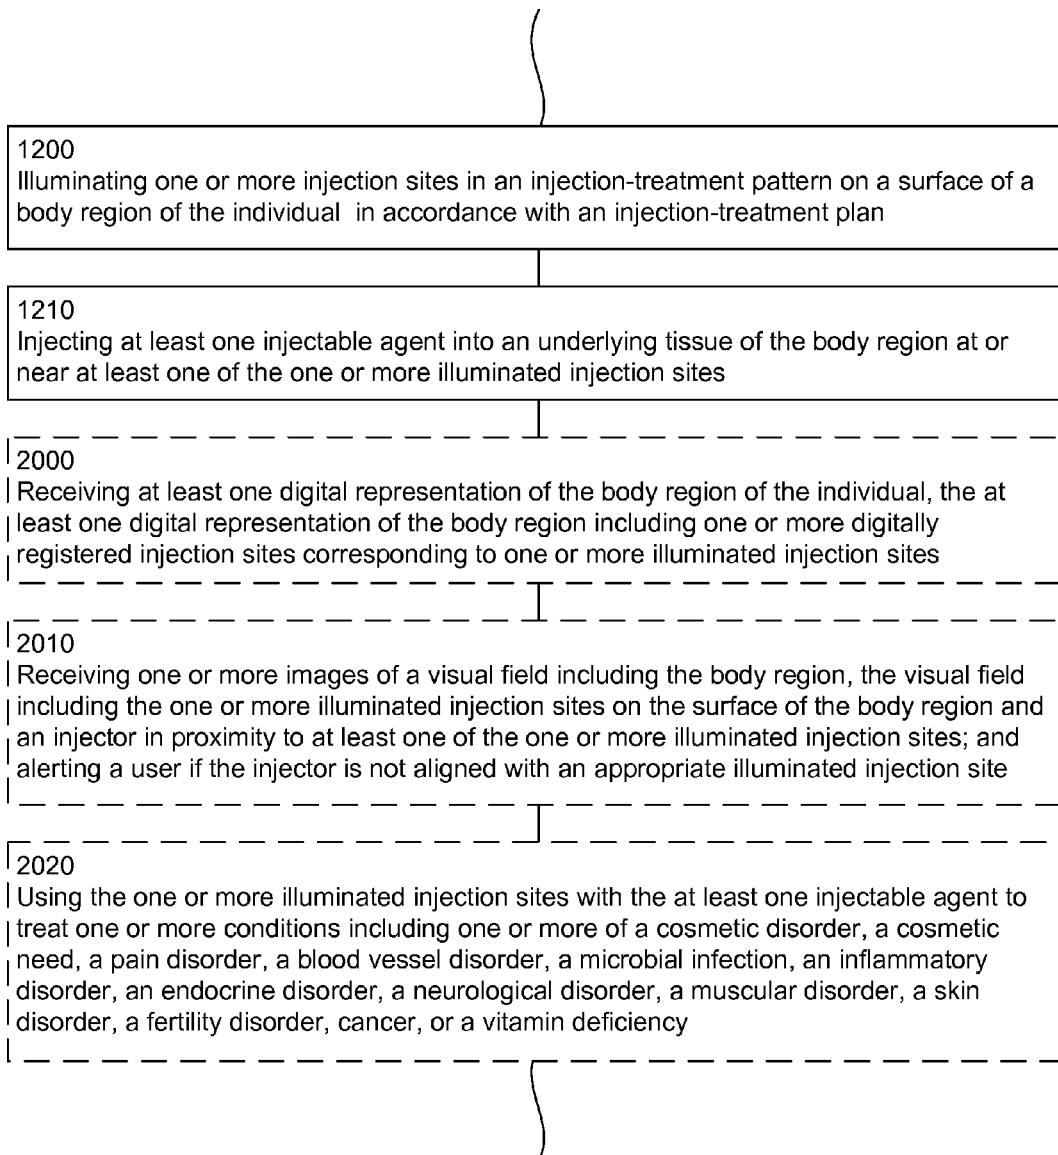 1200
Illuminating one or more injection sites in an injection-treatment pattern on a surface of a
body region of the individual  in accordance with an injection-treatment plan
1210
Injecting at least one injectable agent into an underlying tissue of the body region at or
near at least one of the one or more illuminated injection sites
2000
Receiving at least one digital representation of the body region of the individual, the at
least one digital representation of the body region including one or more digitally
registered injection sites corresponding to one or more illuminated injection sites
2010
Receiving one or more images of a visual field including the body region, the visual field
including the one or more illuminated injection sites on the surface of the body region and
an injector in proximity to at least one of the one or more illuminated injection sites; and
alerting a user if the injector is not aligned with an appropriate illuminated injection site
2020
Using the one or more illuminated injection sites with the at least one injectable agent to
treat one or more conditions including one or more of a cosmetic disorder, a cosmetic
need, a pain disorder, a blood vessel disorder, a microbial infection, an inflammatory
disorder, an endocrine disorder, a neurological disorder, a muscular disorder, a skin
disorder, a fertility disorder, cancer, or a vitamin deficiency